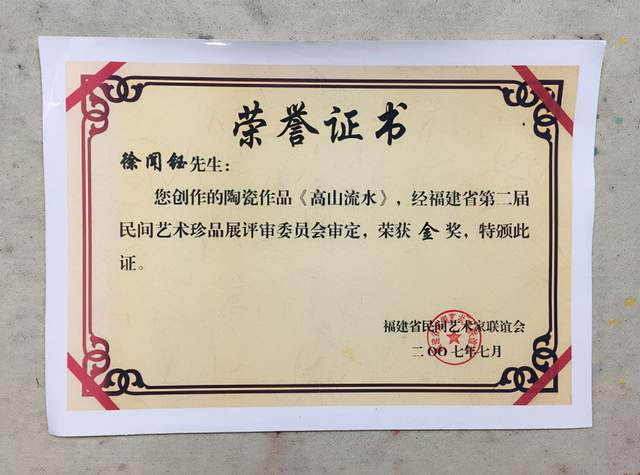 荣誉证书
徐闻钰先生：
您创作的陶瓷作品《高山流水》，经福建省第二届
民间艺术珍品展评审委员会审定，荣获 金 奖，特颁此
证。
福建省民间艺术家联谊会
二〇〇七年七月